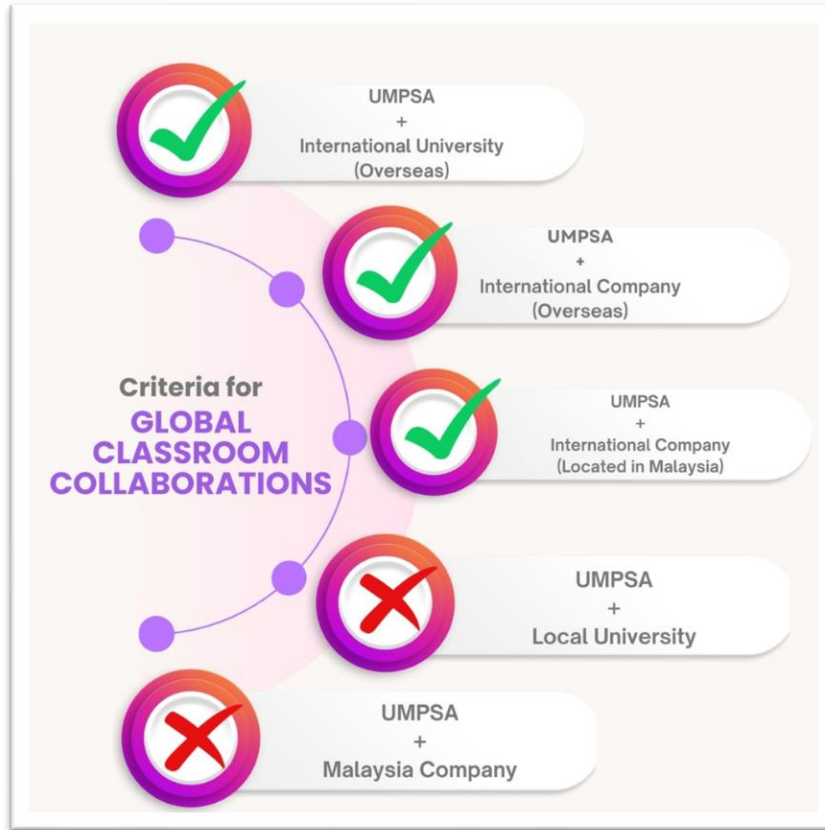 UMPSA
+
International University
(Overseas)
UMPSA
+
International Company
(Overseas)
Criteria for
GLOBAL
CLASSROOM
COLLABORATIONS
UMPSA
+
International Company
(Located in Malaysia)
UMPSA
+
Local University
UMPSA
+
Malaysia Company